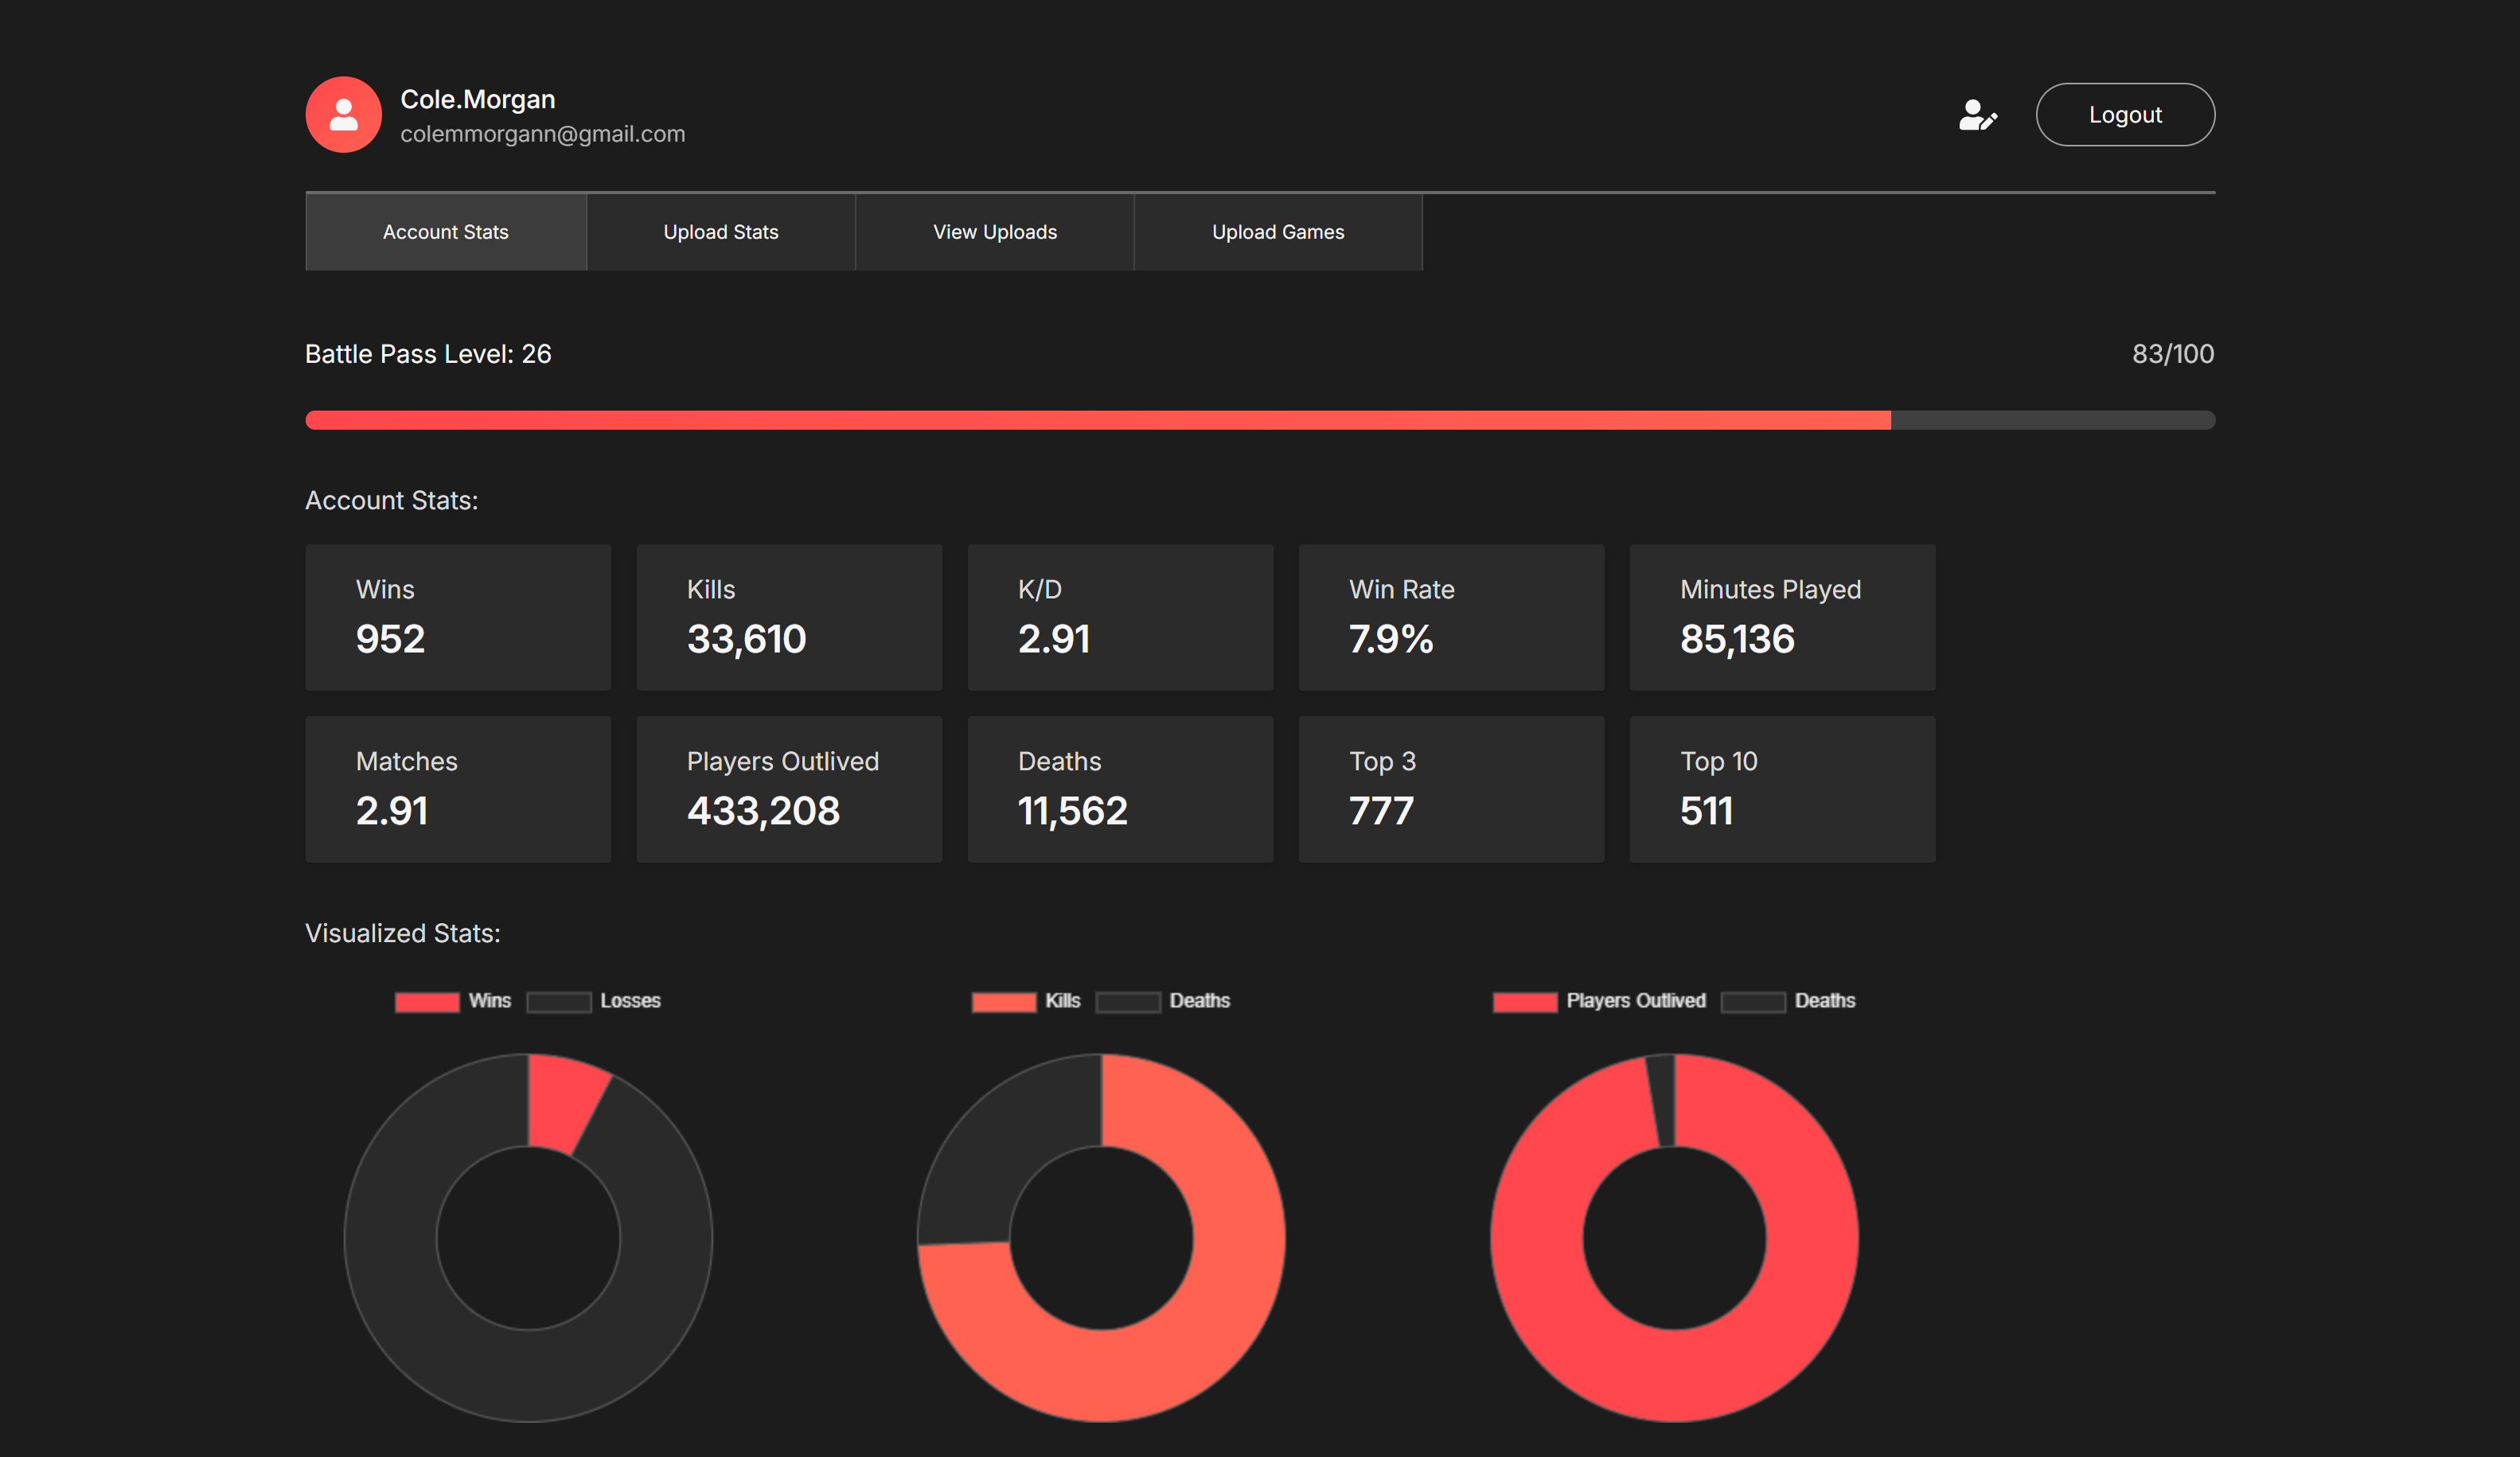 Cole.Morgan
colemmorgann@gmail.com
Logout
Account Stats
Upload Stats
View Uploads
Upload Games
Battle Pass Level: 26
83/100
Account Stats:
Wins
952
Kills
33,610
K/D
2.91
Win Rate
7.9%
Minutes Played
85,136
Matches
2.91
Players Outlived
433,208
Deaths
11,562
Top 3
777
Top 10
511
Visualized Stats:
Wins
Losses
Kills
Deaths
Players Outlived
Deaths